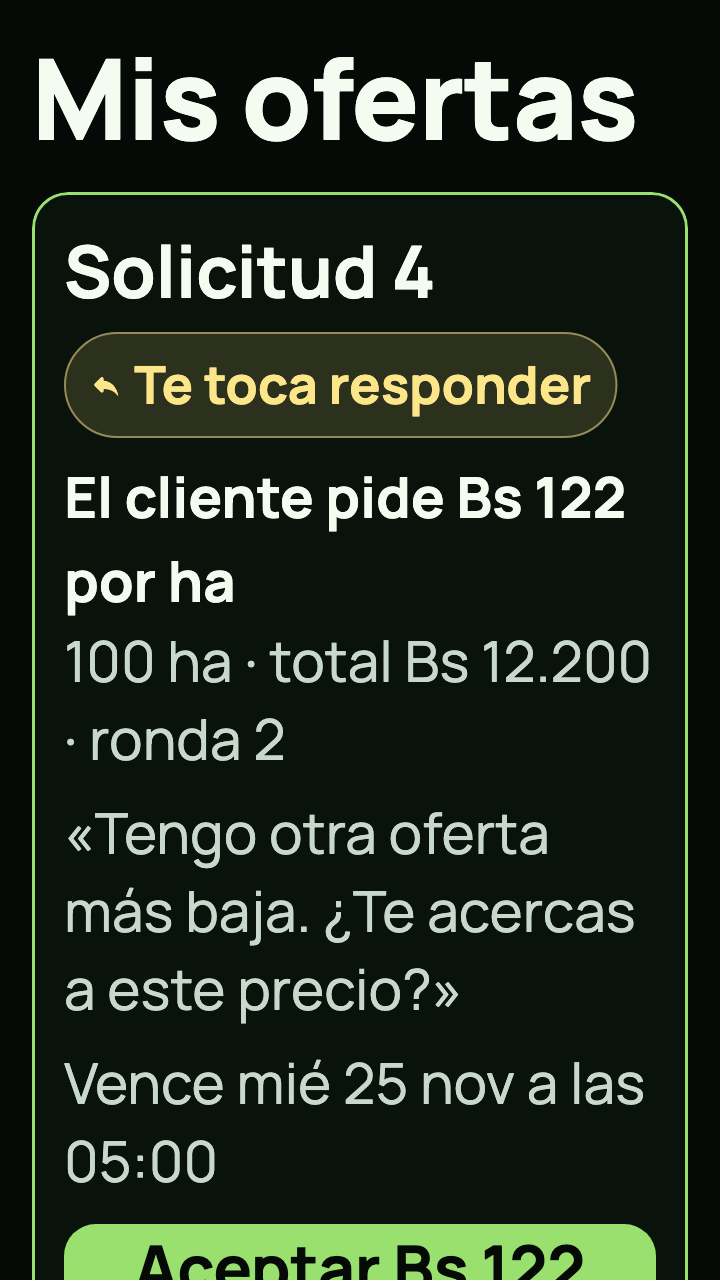 Mis ofertas
Solicitud 4
Te toca responder
El cliente pide Bs 122
por ha
100 ha · total Bs 12.200
· ronda 2
«Tengo otra oferta
más baja. ¿Te acercas
a este precio?»
Vence mié 25 nov a las
05:00
Aceptar Bs 122